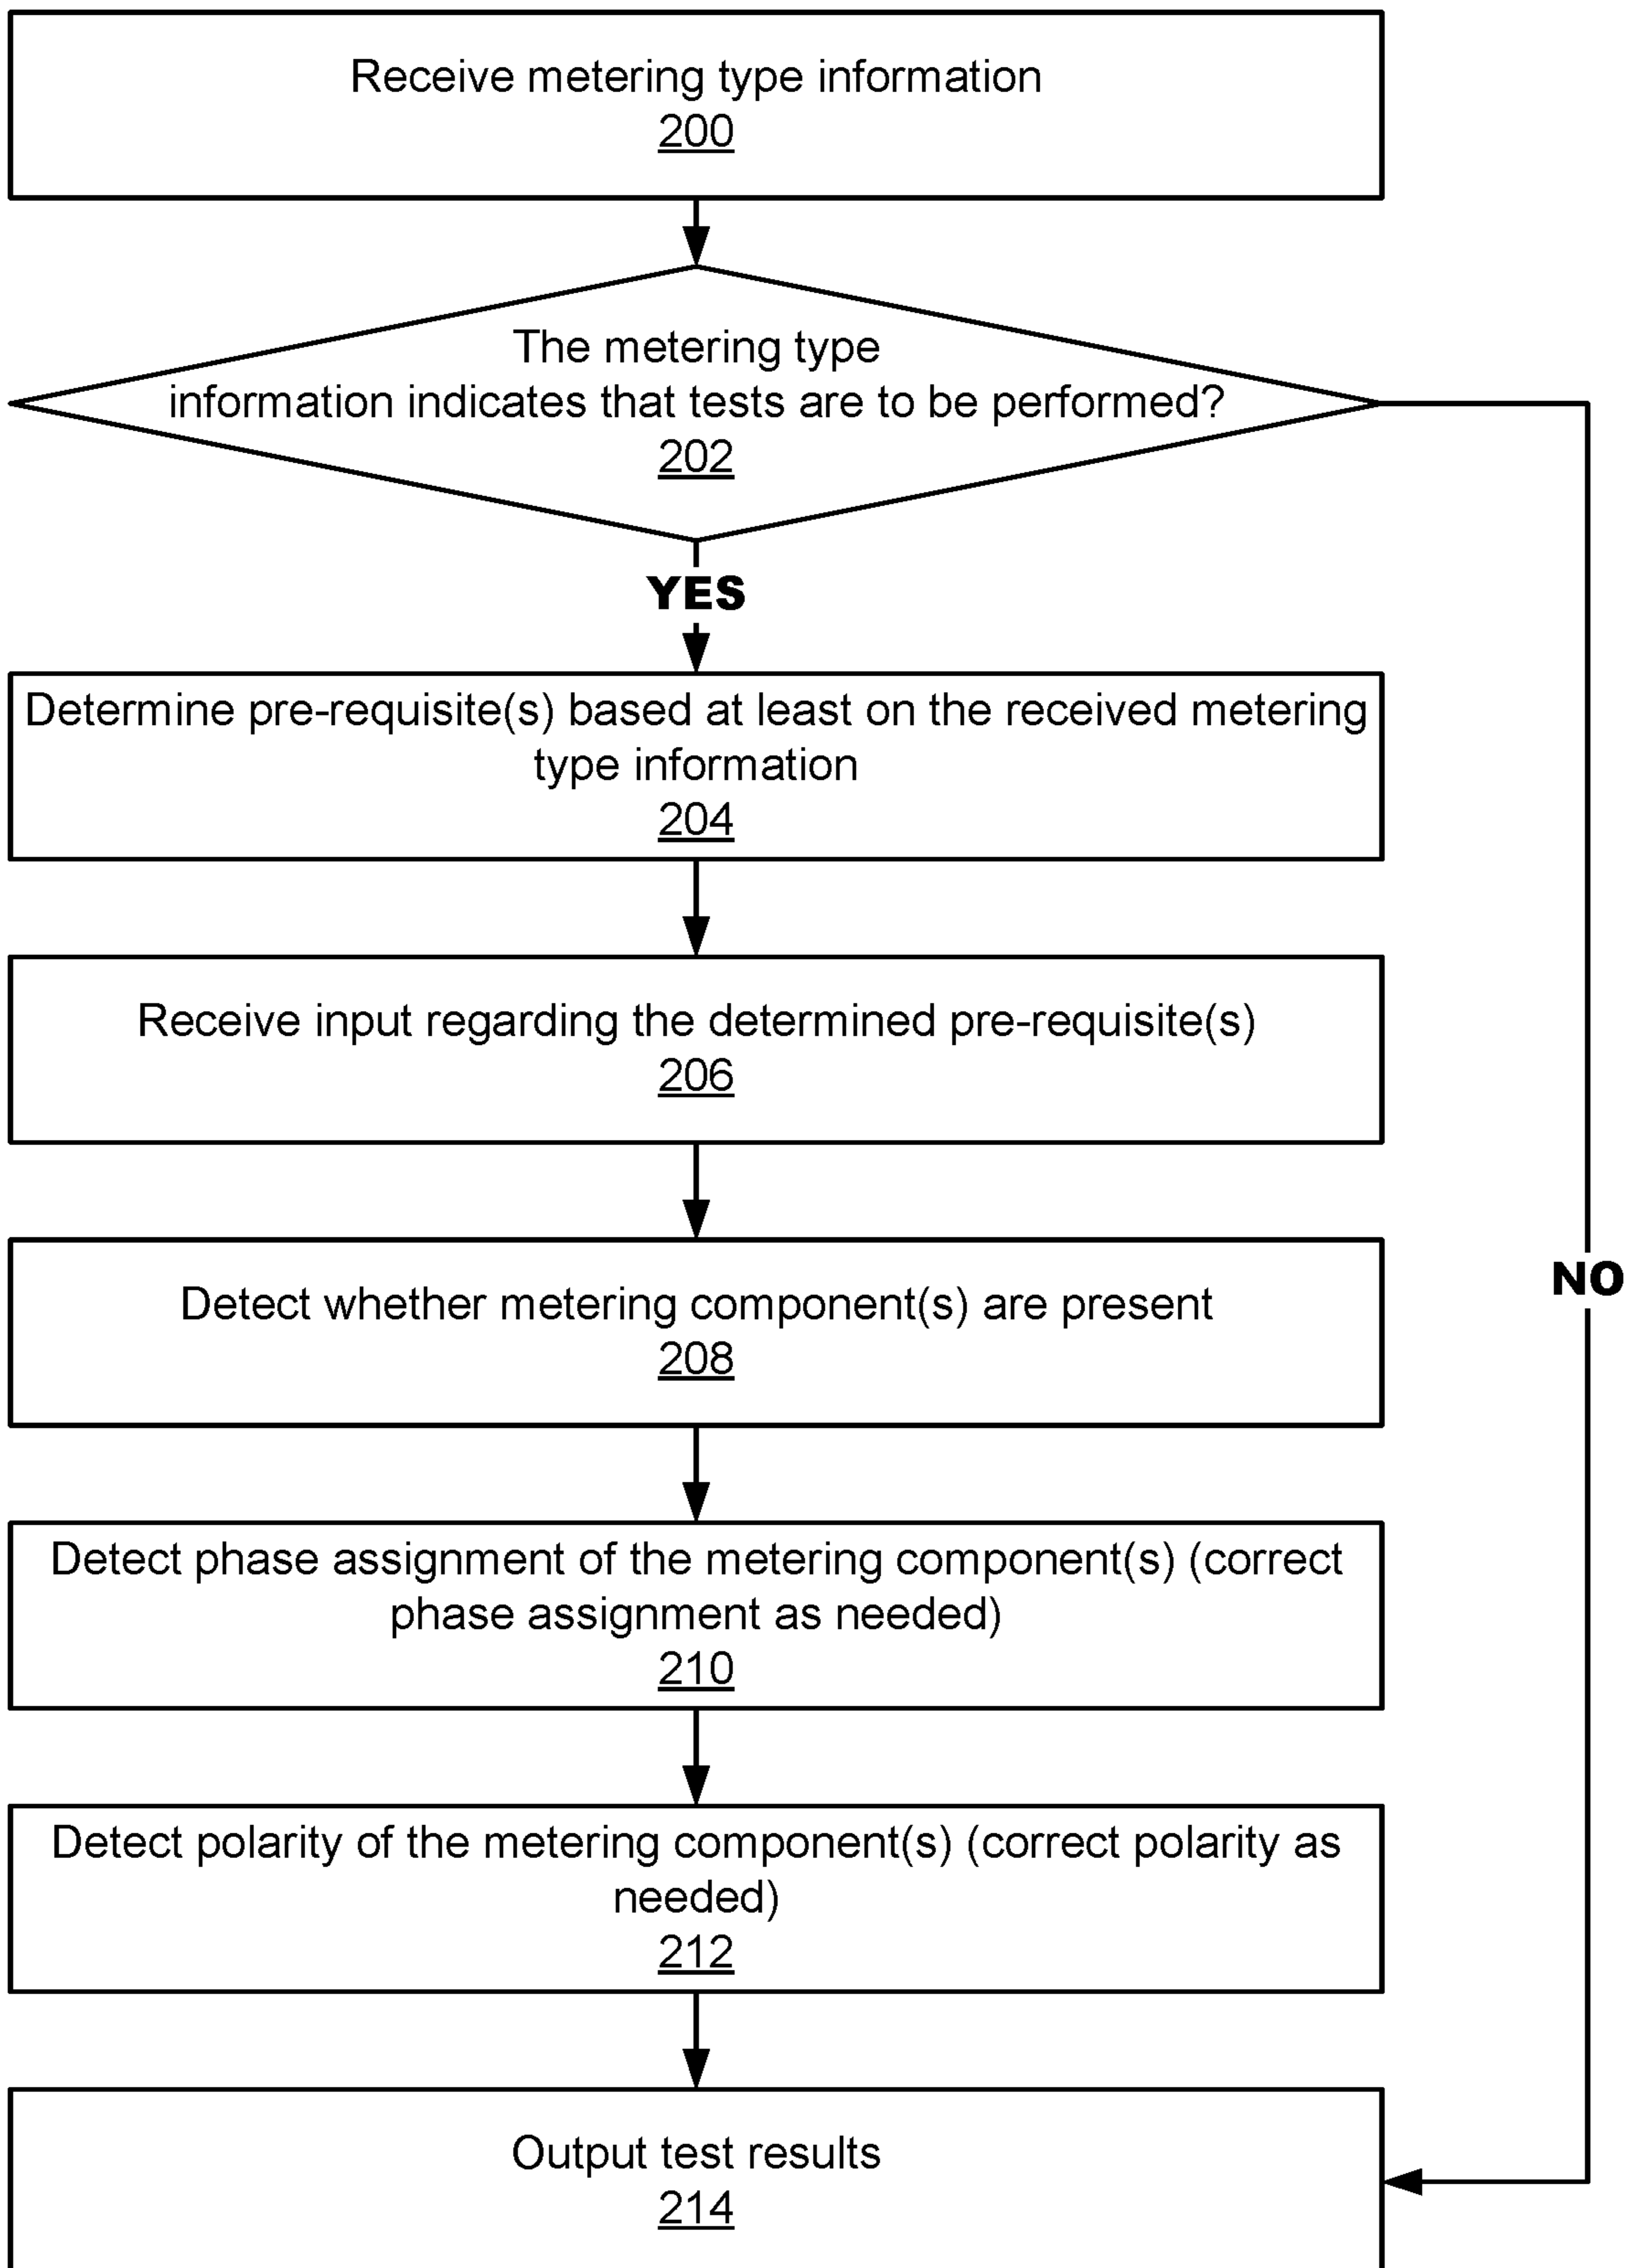 Receive metering type information
200
The metering type
information indicates that tests are to be performed?
202
YES
Determine pre-requisite(s) based at least on the received metering
type information
204
Receive input regarding the determined pre-requisite(s)
206
Detect whether metering component(s) are present
208
NO
Detect phase assignment of the metering component(s) (correct
phase assignment as needed)
210
Detect polarity of the metering component(s) (correct polarity as
needed)
212
Output test results
214